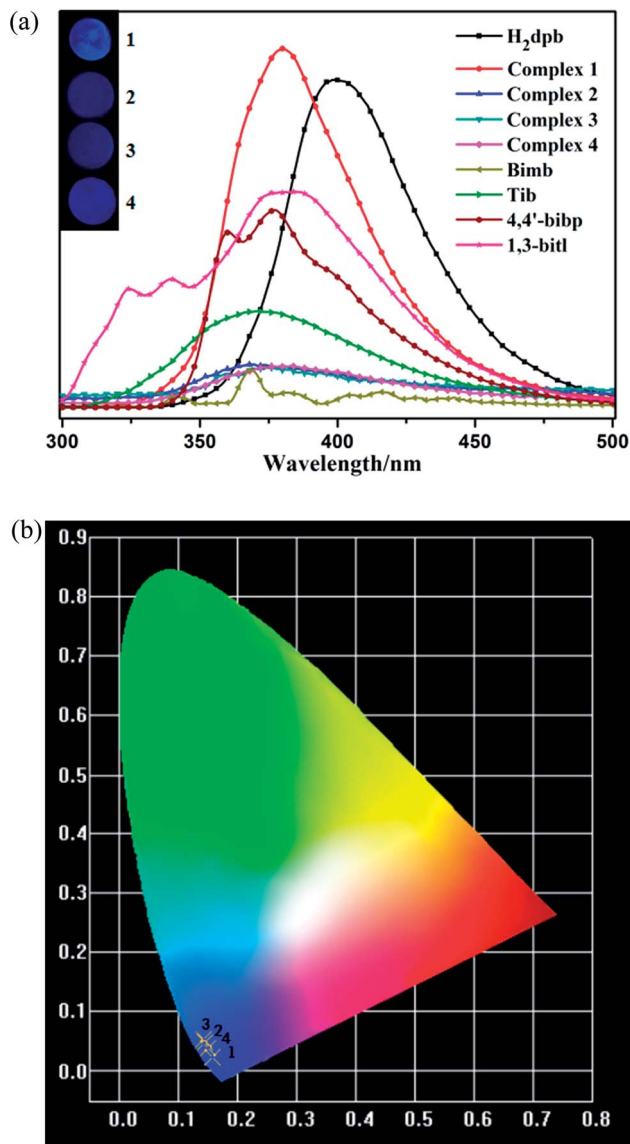 (a)
1
2
3
4
H₂dpb
Complex 1
Complex 2
Complex 3
Complex 4
Bimb
Tib
4,4'-bibp
1,3-bitl
300 350 400 450 500
Wavelength/nm
(b)
0.9
0.8
0.7
0.6
0.5
0.4
0.3
0.2
0.1
0.0
3 2 4
1
0.0 0.1 0.2 0.3 0.4 0.5 0.6 0.7 0.8